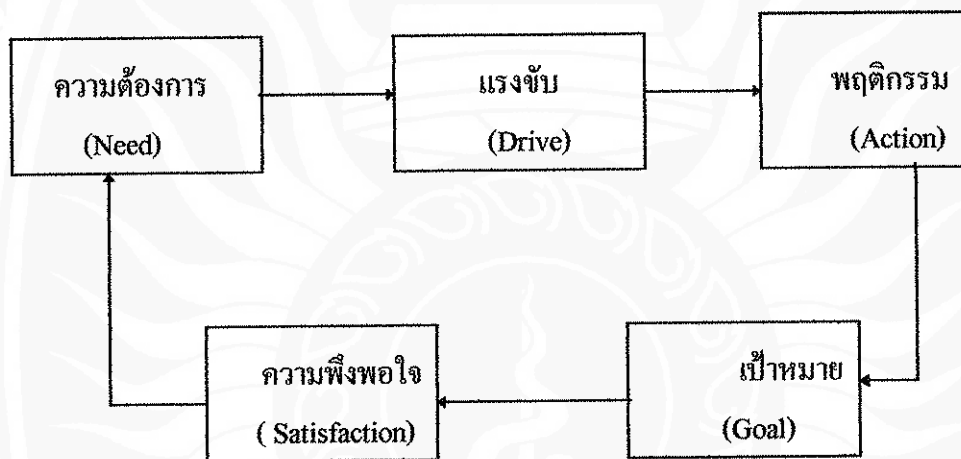 ความต้องการ
(Need)
แรงขับ
(Drive)
พฤติกรรม
(Action)
ความพึงพอใจ
( Satisfaction)
เป้าหมาย
(Goal)